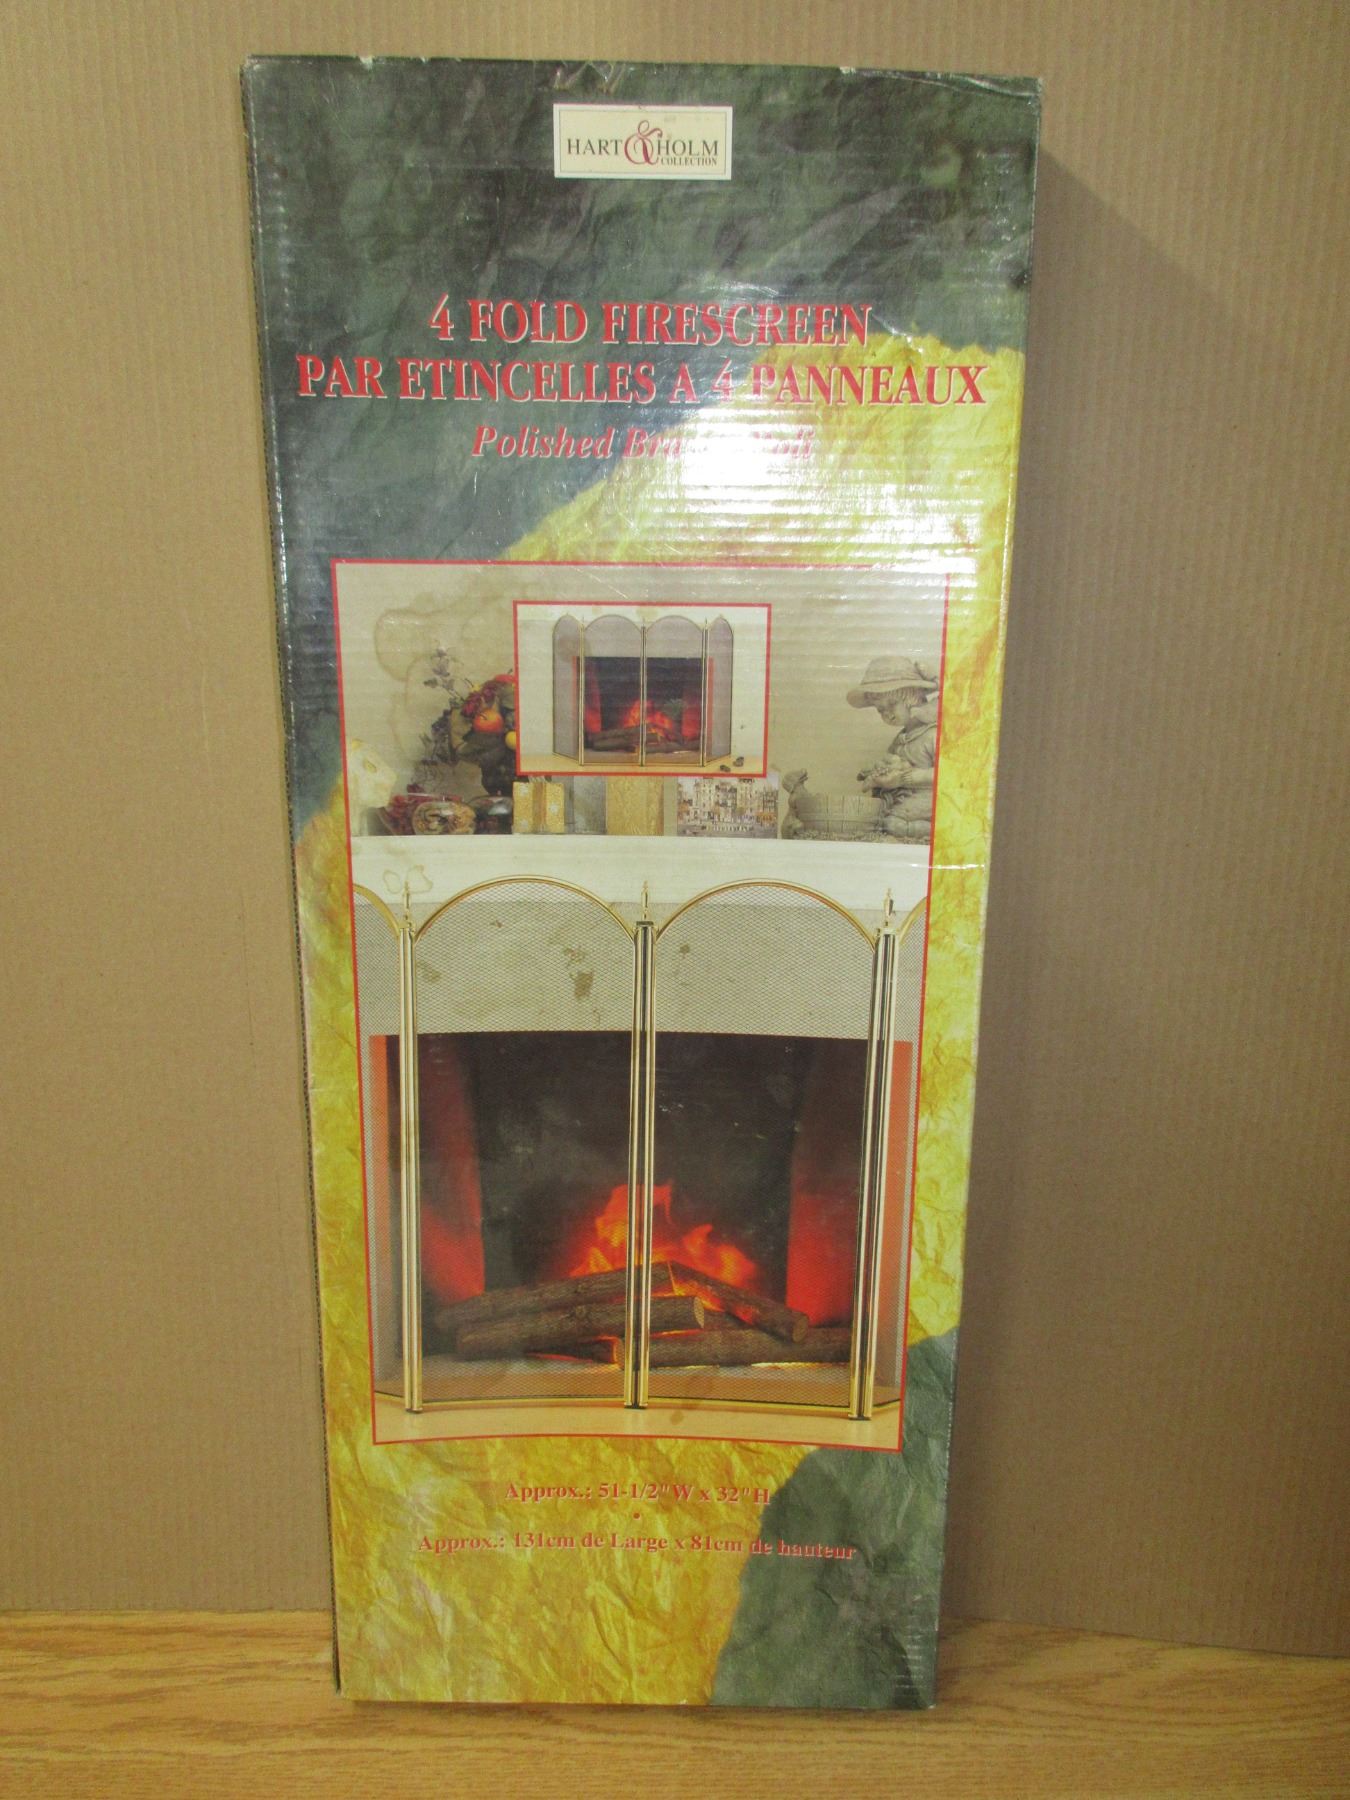 HART & HOLM
COLLECTION
4 FOLD FIRESCREEN
PAR ETINCELLES A 4 PANNEAUX
Polished
Approx.: 51-1/2"W x 32"H
•
Approx.: 131cm de Large x 81cm de hauteur